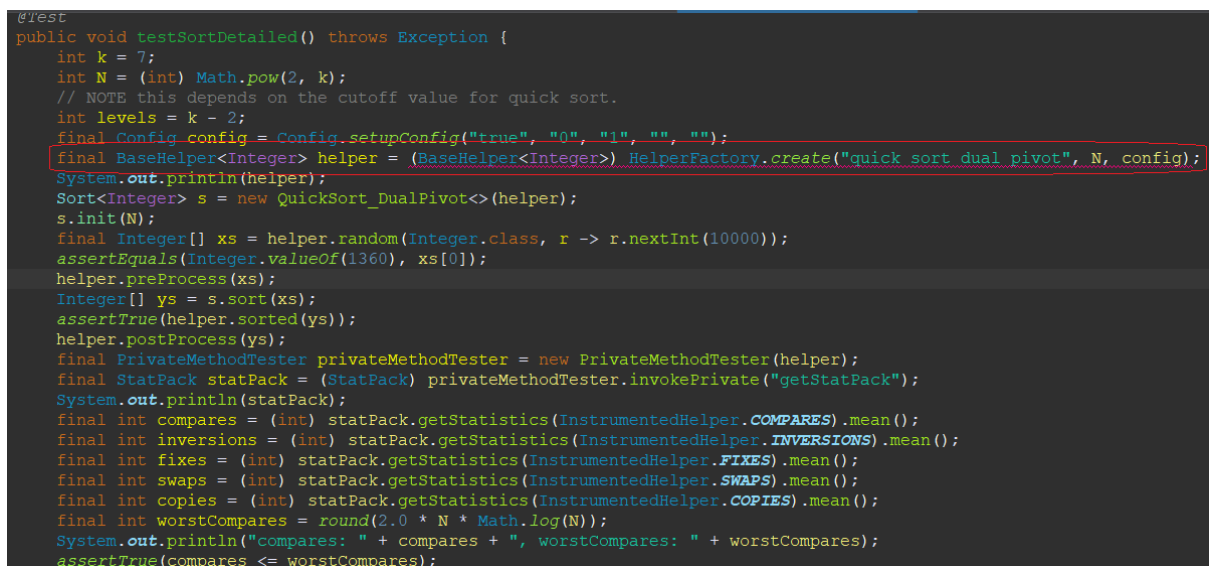 @Test
public void testSortDetailed() throws Exception {
    int k = 7;
    int N = (int) Math.pow(2, k);
    // NOTE this depends on the cutoff value for quick sort.
    int levels = k - 2;
    final Config config = Config.setupConfig("true", "0", "1", "", "");
    final BaseHelper<Integer> helper = (BaseHelper<Integer>) HelperFactory.create("quick sort dual pivot", N, config);
    System.out.println(helper);
    Sort<Integer> s = new QuickSort_DualPivot<>(helper);
    s.init(N);
    final Integer[] xs = helper.random(Integer.class, r -> r.nextInt(10000));
    assertEquals(Integer.valueOf(1360), xs[0]);
    helper.preProcess(xs);
    Integer[] ys = s.sort(xs);
    assertTrue(helper.sorted(ys));
    helper.postProcess(ys);
    final PrivateMethodTester privateMethodTester = new PrivateMethodTester(helper);
    final StatPack statPack = (StatPack) privateMethodTester.invokePrivate("getStatPack");
    System.out.println(statPack);
    final int compares = (int) statPack.getStatistics(InstrumentedHelper.COMPARES).mean();
    final int inversions = (int) statPack.getStatistics(InstrumentedHelper.INVERSIONS).mean();
    final int fixes = (int) statPack.getStatistics(InstrumentedHelper.FIXES).mean();
    final int swaps = (int) statPack.getStatistics(InstrumentedHelper.SWAPS).mean();
    final int copies = (int) statPack.getStatistics(InstrumentedHelper.COPIES).mean();
    final int worstCompares = round(2.0 * N * Math.log(N));
    System.out.println("compares: " + compares + ", worstCompares: " + worstCompares);
    assertTrue(compares <= worstCompares);